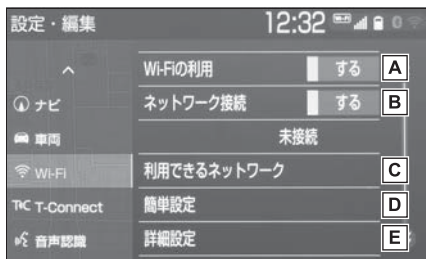 設定・編集 12:32
Wi-Fiの利用 する A
ナビ ネットワーク接続 する B
車両 未接続
Wi-Fi 利用できるネットワーク C
T-Connect 簡単設定 D
音声認識 詳細設定 E